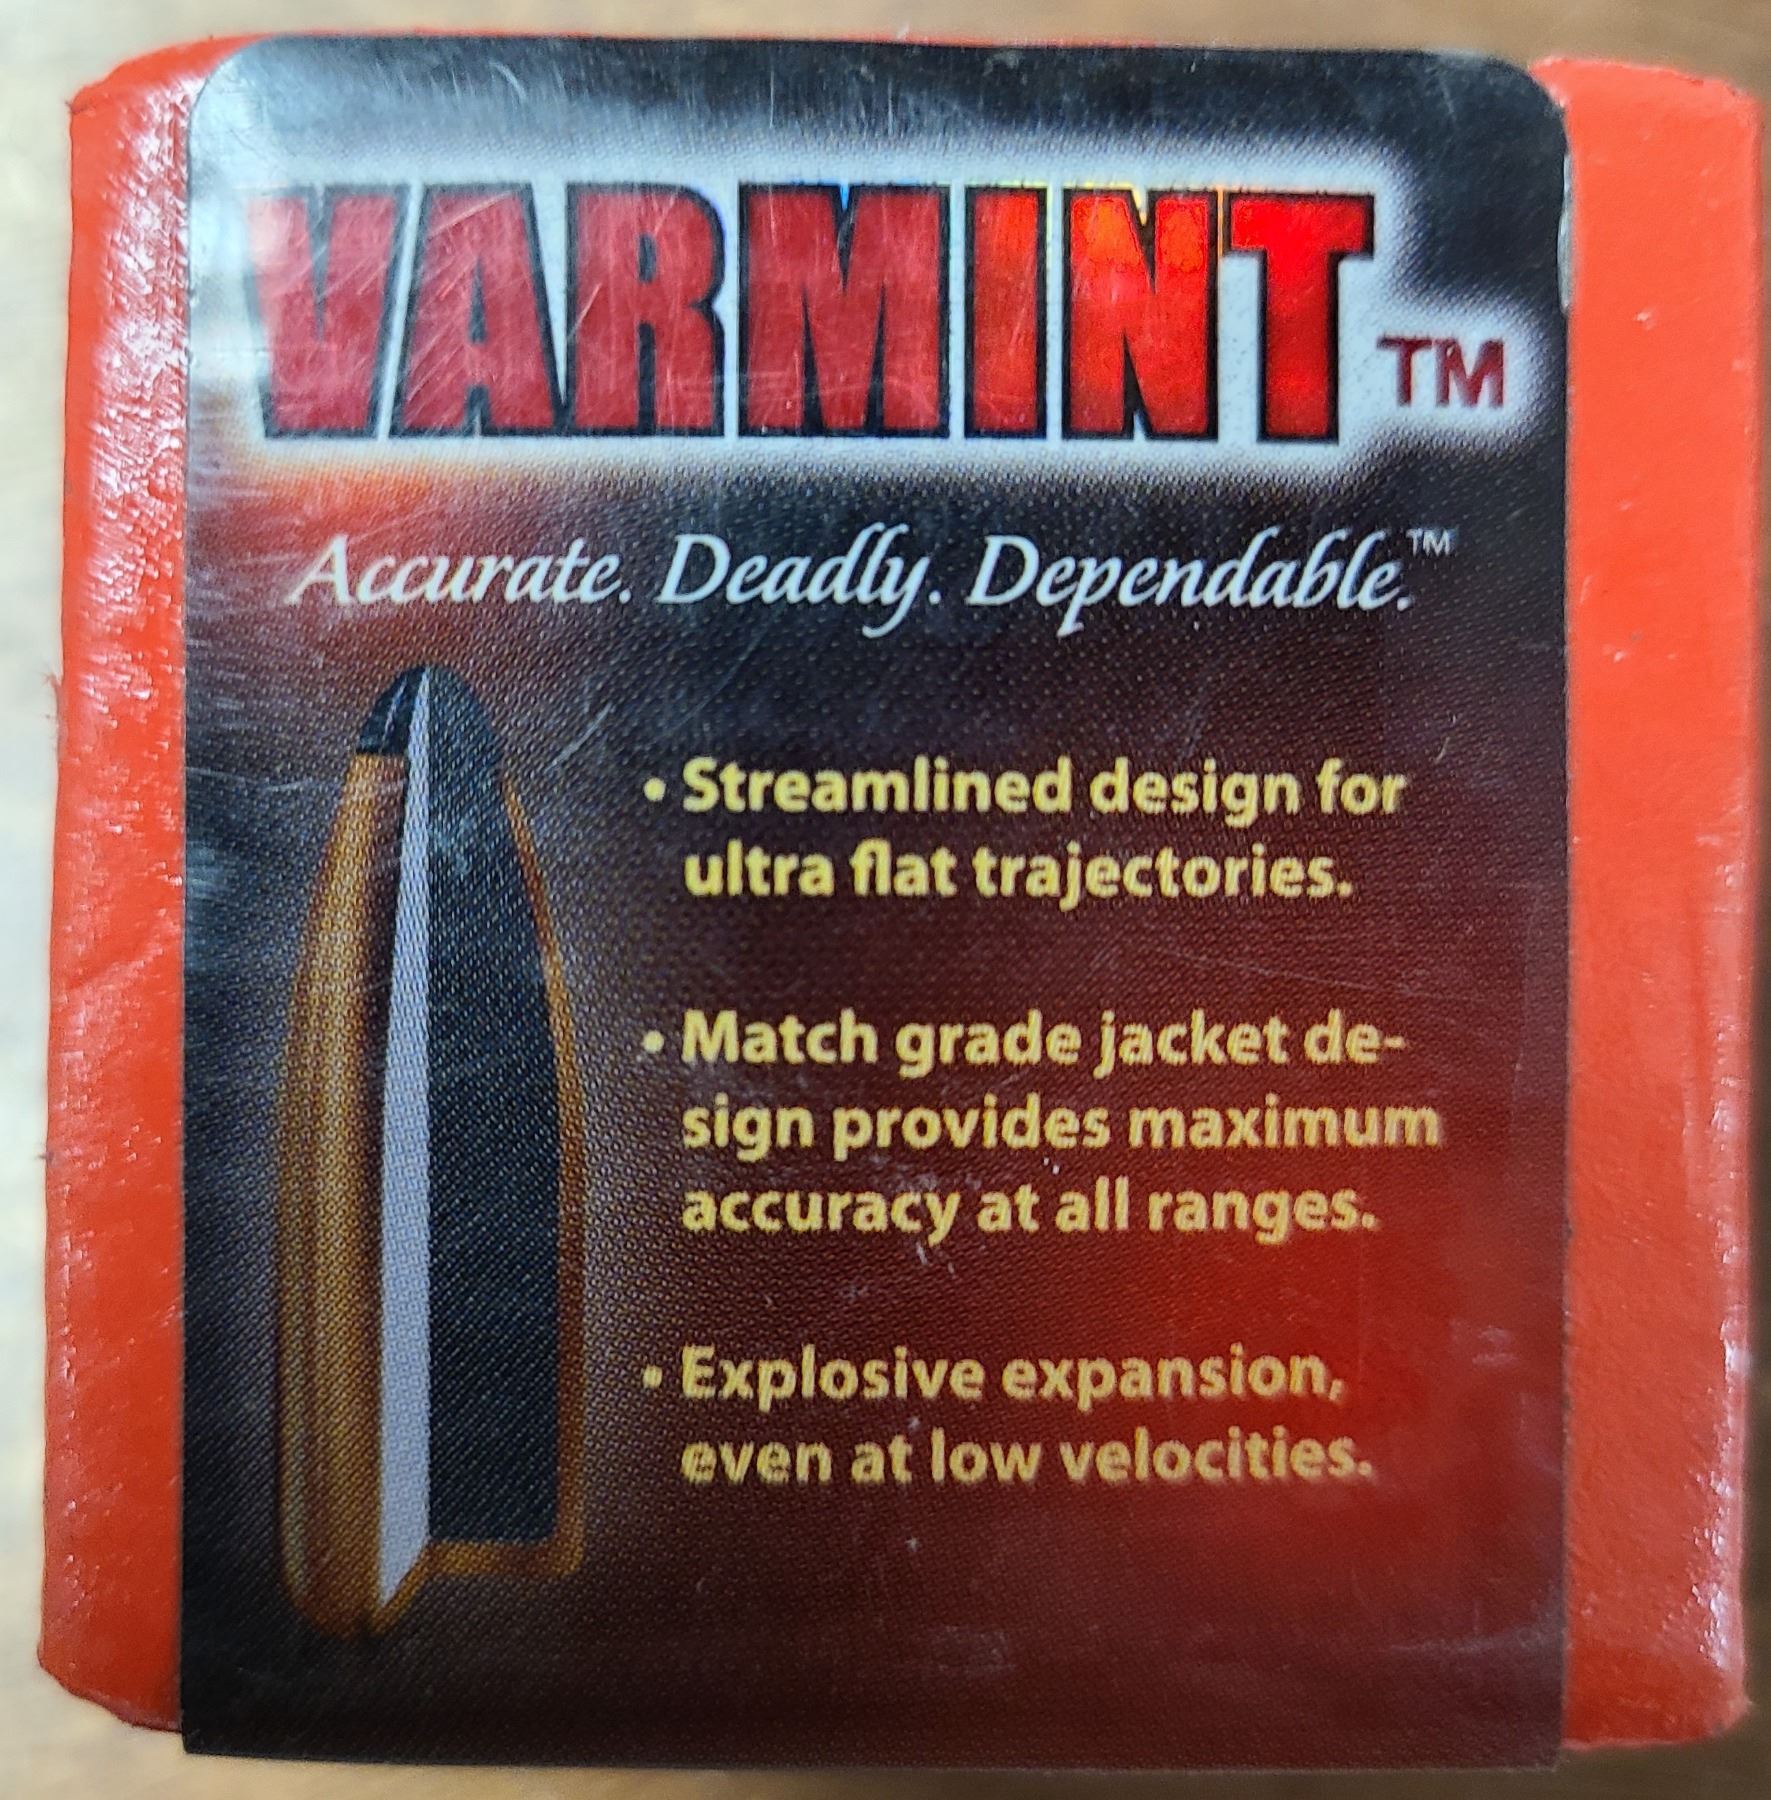 VARMINT™
Accurate. Deadly. Dependable.™
• Streamlined design for
ultra flat trajectories.
• Match grade jacket de-
sign provides maximum
accuracy at all ranges.
• Explosive expansion,
even at low velocities.